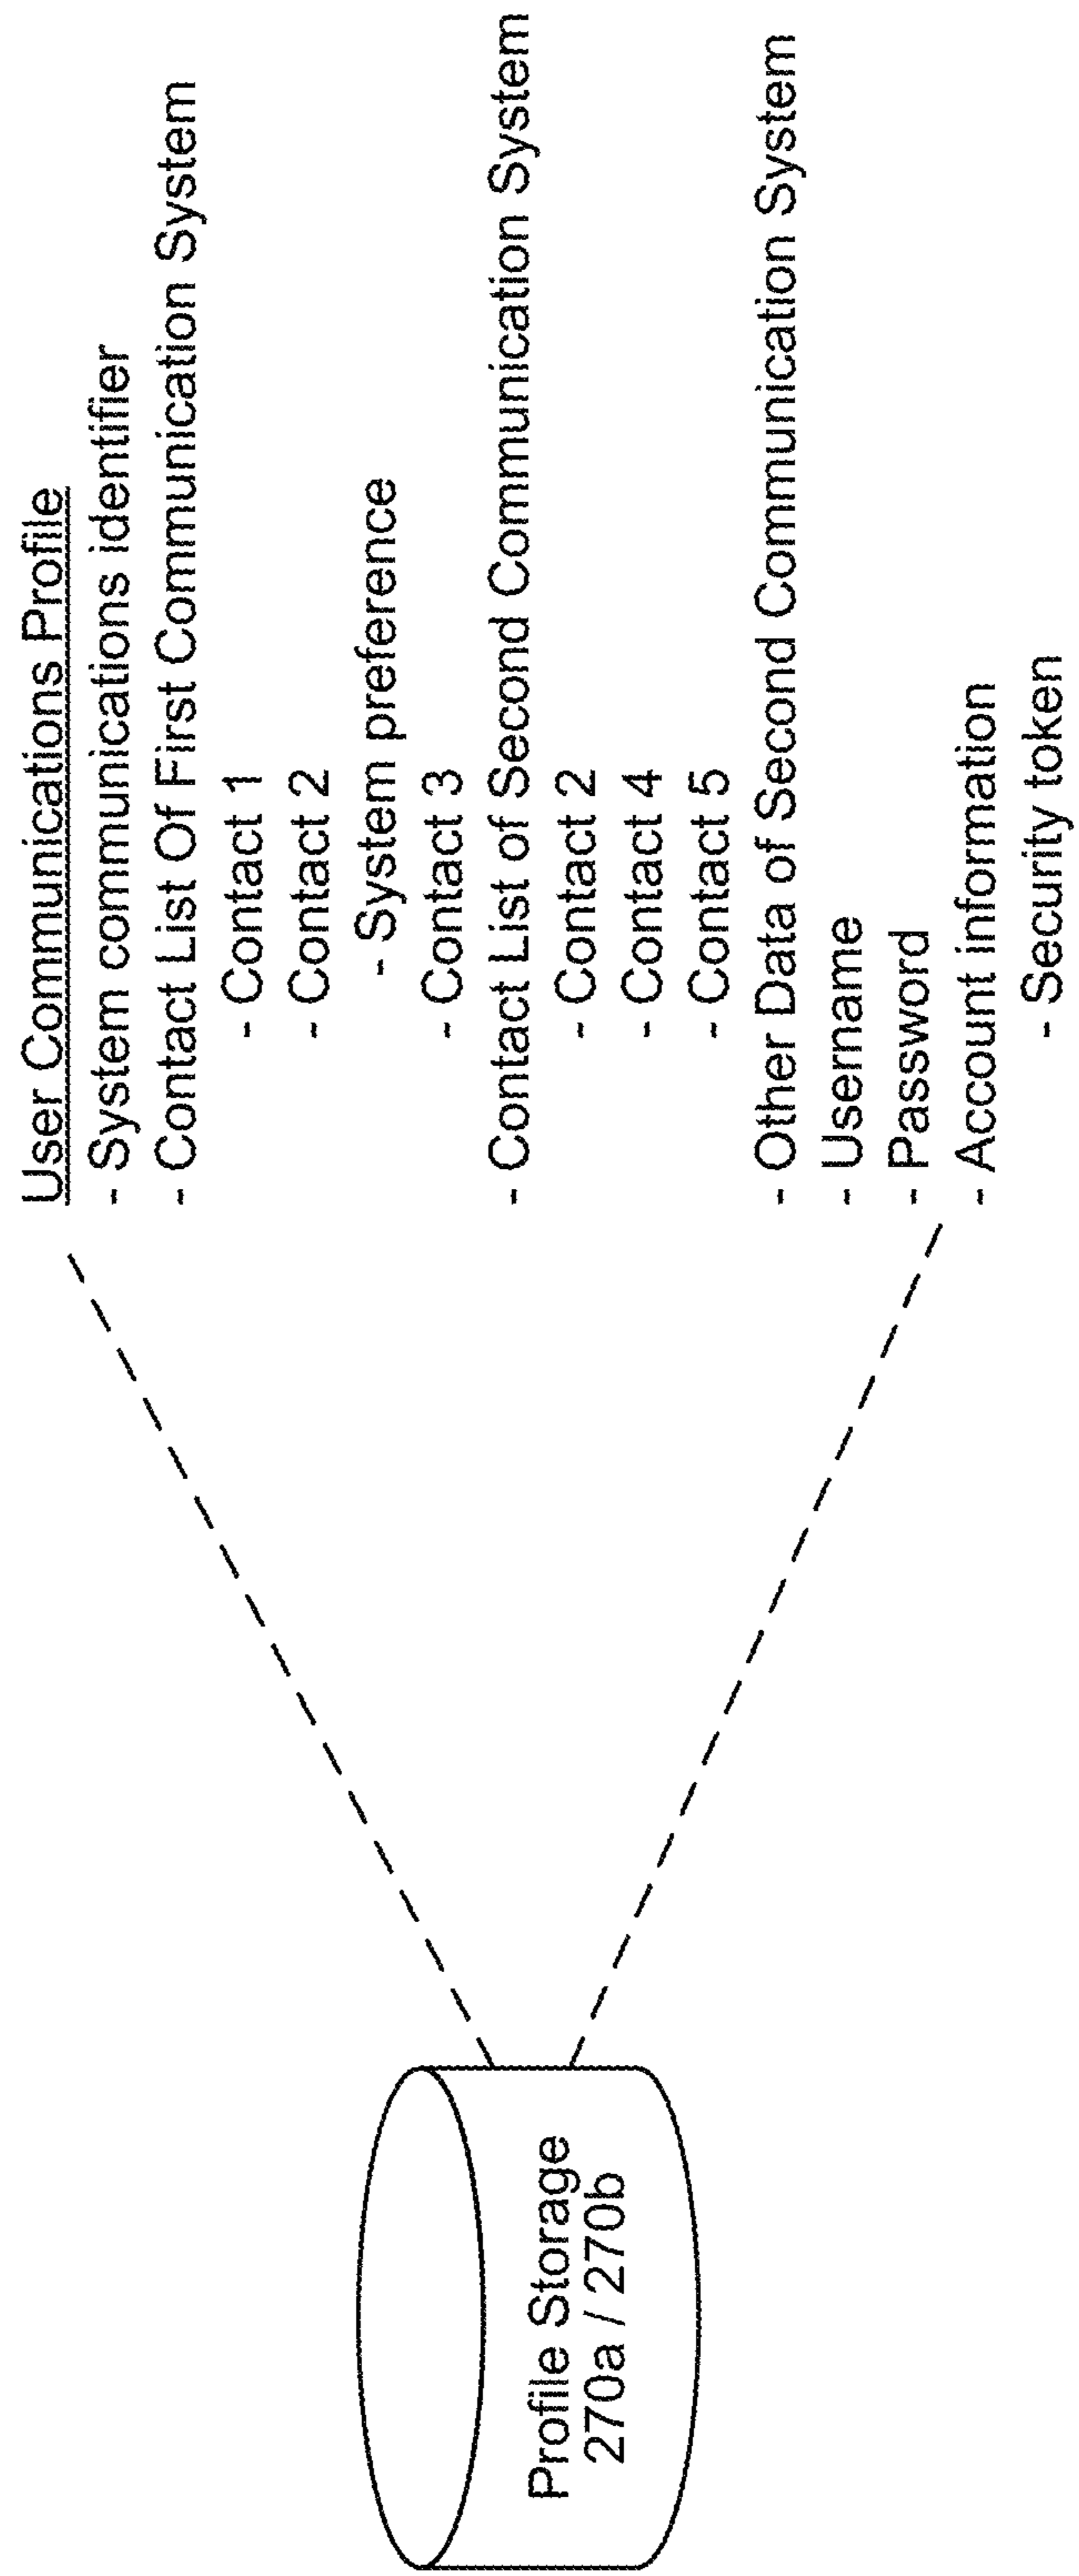 User Communications Profile
- System communications identifier
- Contact List Of First Communication System
- Contact 1
- Contact 2
- System preference
- Contact 3
- Contact List of Second Communication System
- Contact 2
- Contact 4
- Contact 5
- Other Data of Second Communication System
- Username
- Password
- Account information
- Security token
Profile Storage
270a / 270b